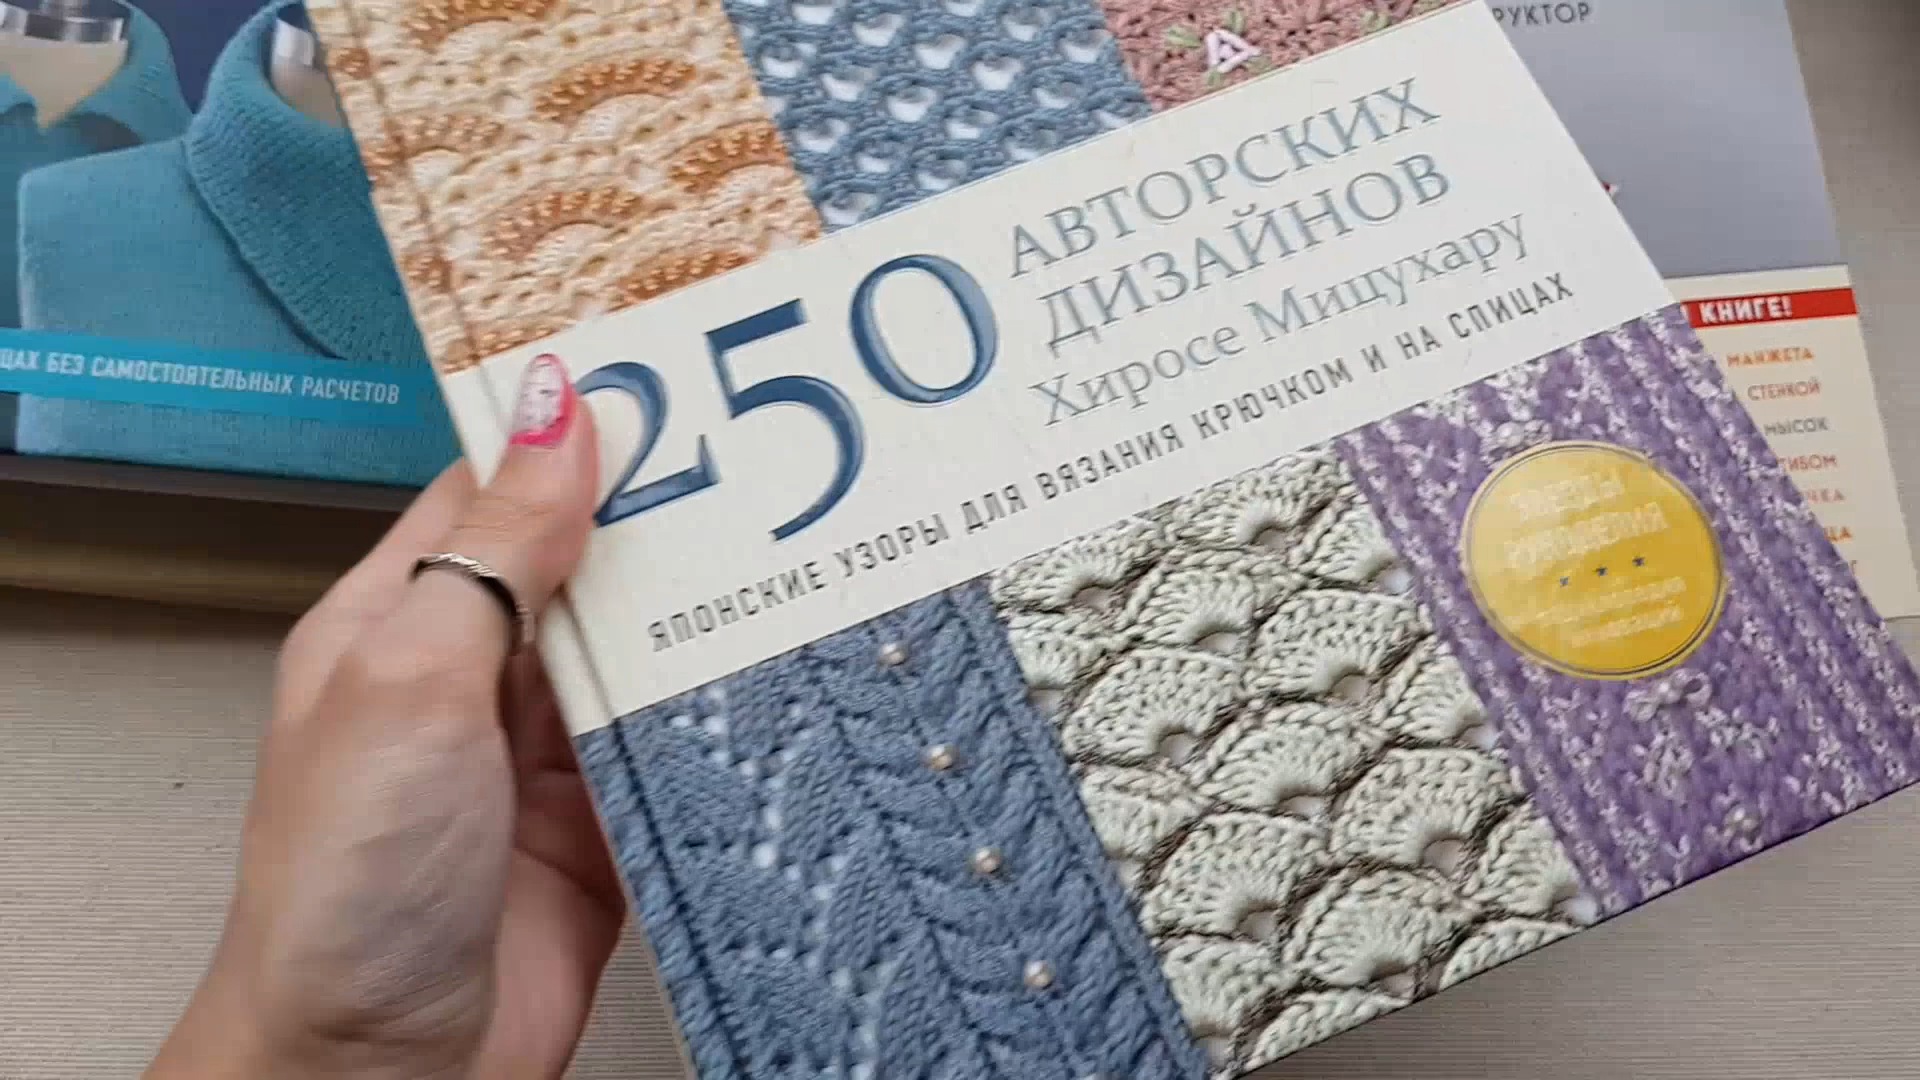 РУКТОР
250 АВТОРСКИХ
ДИЗАЙНОВ
Хиросе Мицухару
ЯПОНСКИЕ УЗОРЫ ДЛЯ ВЯЗАНИЯ КРЮЧКОМ И НА СПИЦАХ
ЗВЕЗДЫ
РУКОДЕЛИЯ
ЦАХ БЕЗ САМОСТОЯТЕЛЬНЫХ РАСЧЕТОВ
КНИГЕ!
МАНЖЕТА
СТЕНКОЙ
МЫСОК